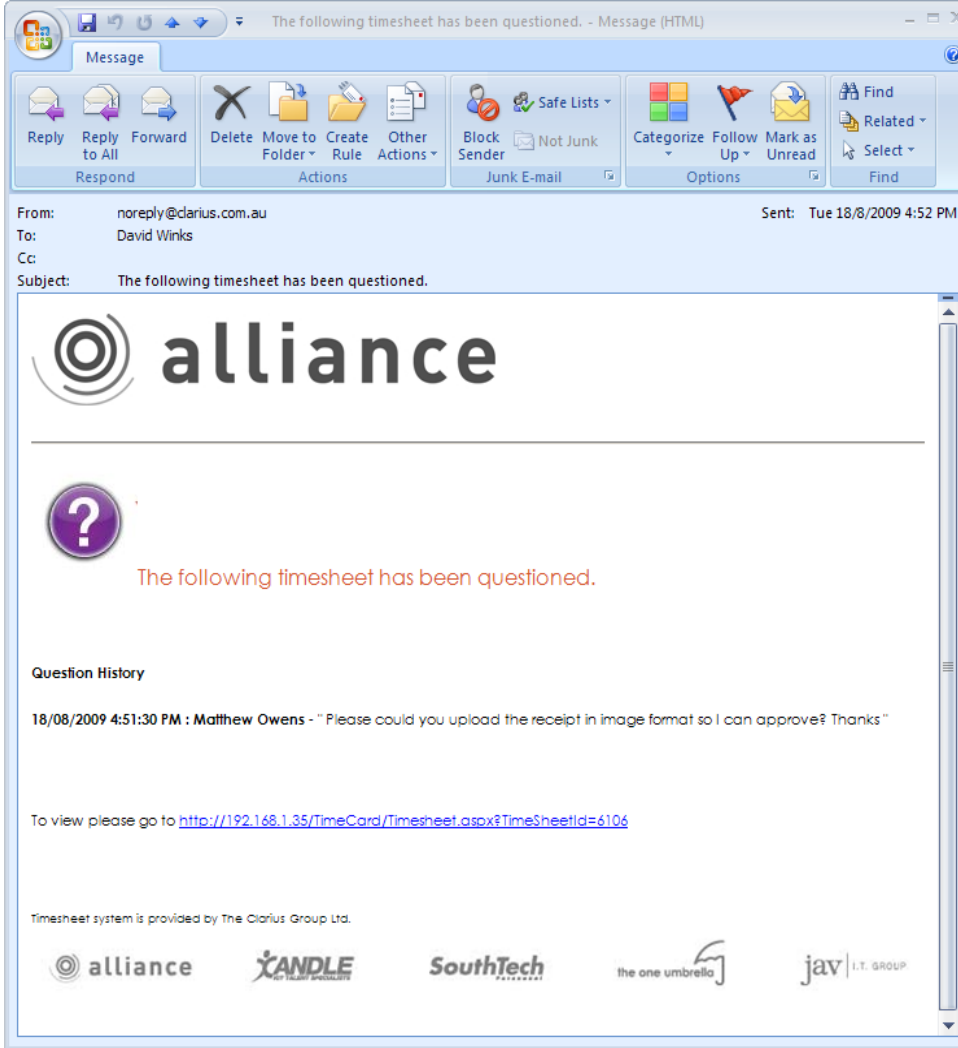 The following timesheet has been questioned. - Message (HTML)
Message
Reply
Reply to All
Forward
Delete
Move to Folder
Create Rule
Other Actions
Block Sender
Safe Lists
Not Junk
Categorize
Follow Up
Mark as Unread
Find
Related
Select
Respond
Actions
Junk E-mail
Options
Find
From: noreply@clarius.com.au Sent: Tue 18/8/2009 4:52 PM
To: David Winks
Cc:
Subject: The following timesheet has been questioned.
alliance
?
The following timesheet has been questioned.
Question History
18/08/2009 4:51:30 PM : Matthew Owens - " Please could you upload the receipt in image format so I can approve? Thanks "
To view please go to http://192.168.1.35/TimeCard/Timesheet.aspx?TimeSheetId=6106
Timesheet system is provided by The Clarius Group Ltd.
alliance XANDLE SouthTech the one umbrella jav I.T. GROUP
ICT TALENT SPECIALISTS Personnel